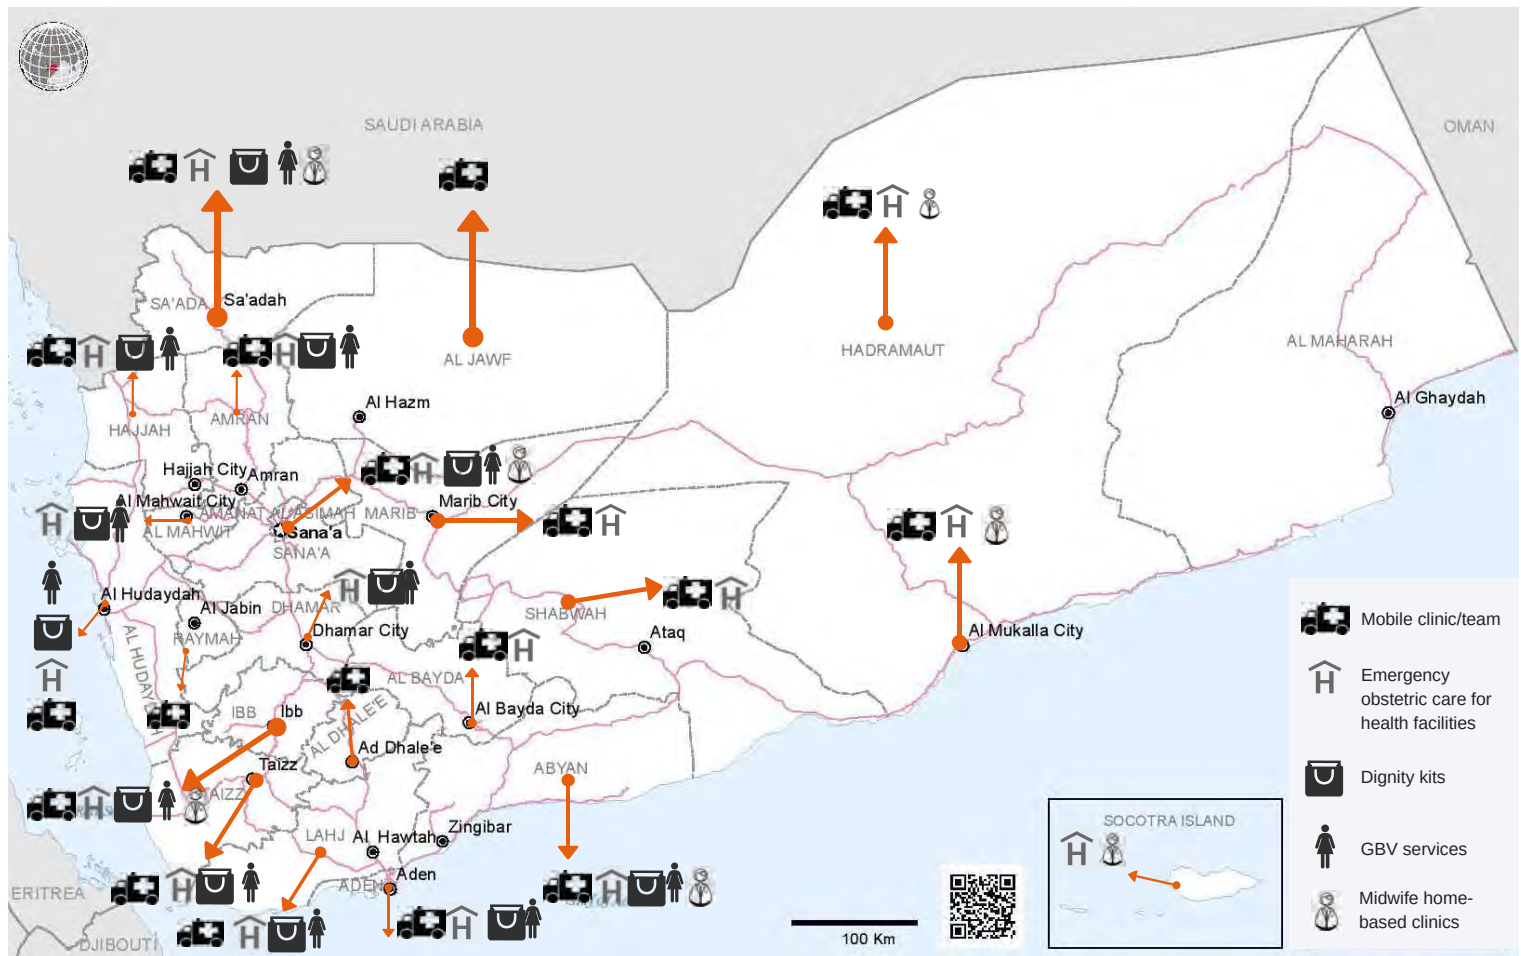 SAUDI ARABIA
OMAN
SA'ADA
Sa'adah
AL JAWF
HADRAMAUT
AL MAHARAH
Al Ghaydah
Al Hazm
AMRAN
HAJJAH
Hajjah City
Amran
Al Mahwait City
AMANAT AL ASIMAH
MARIB
Marib City
AL MAHWIT
Sana'a
SANA'A
Al Hudaydah
Al Jabin
DHAMAR
SHABWAH
RAYMAH
Dhamar City
Ataq
Al Mukalla City
AL HUDAYDAH
AL BAYDA
IBB
Ibb
Al Bayda City
AL DHALE'E
Ad Dhale'e
Taizz
TAIZZ
ABYAN
LAHJ
Al Hawtah
Zingibar
ADEN
Aden
ERITREA
DJIBOUTI
100 Km
SOCOTRA ISLAND
Mobile clinic/team
Emergency
obstetric care for
health facilities
Dignity kits
GBV services
Midwife home-
based clinics